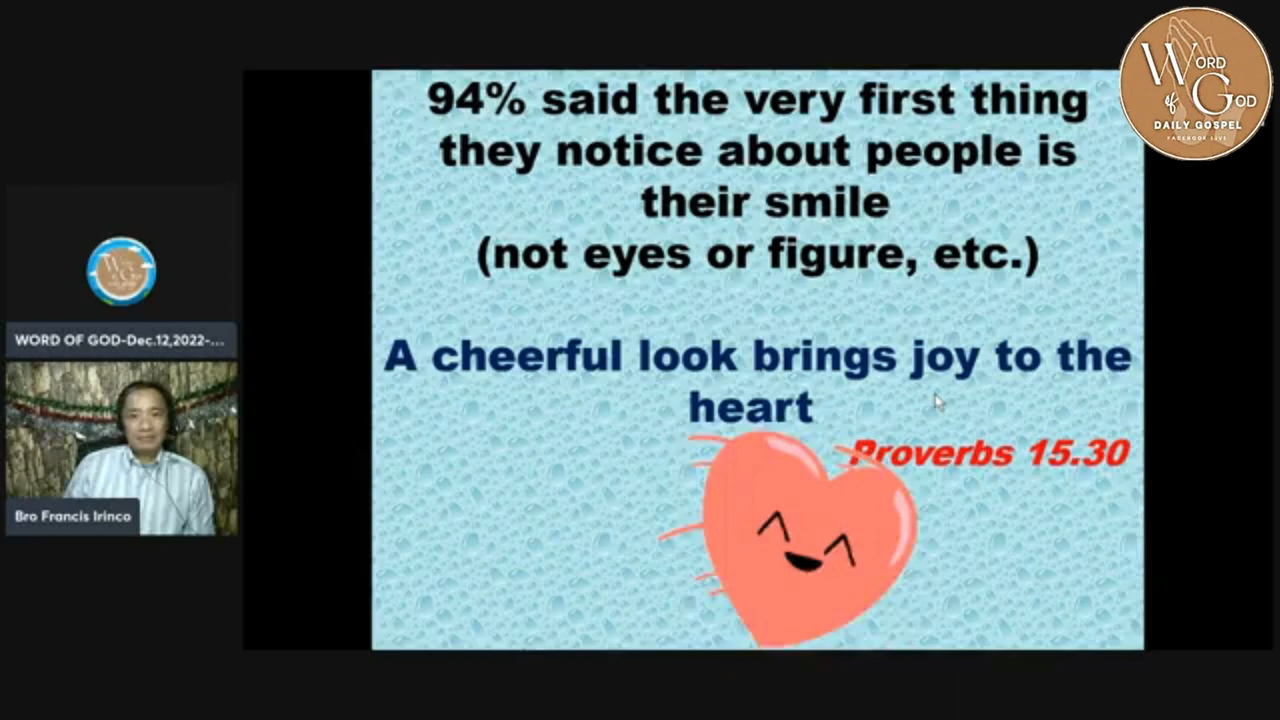 94% said the very first thing
they notice about people is
their smile
(not eyes or figure, etc.)
A cheerful look brings joy to the
heart
Proverbs 15.30
WORD
of GOD
DAILY GOSPEL
FACEBOOK LIVE
WORD OF GOD-Dec.12,2022-...
Bro Francis Irinco